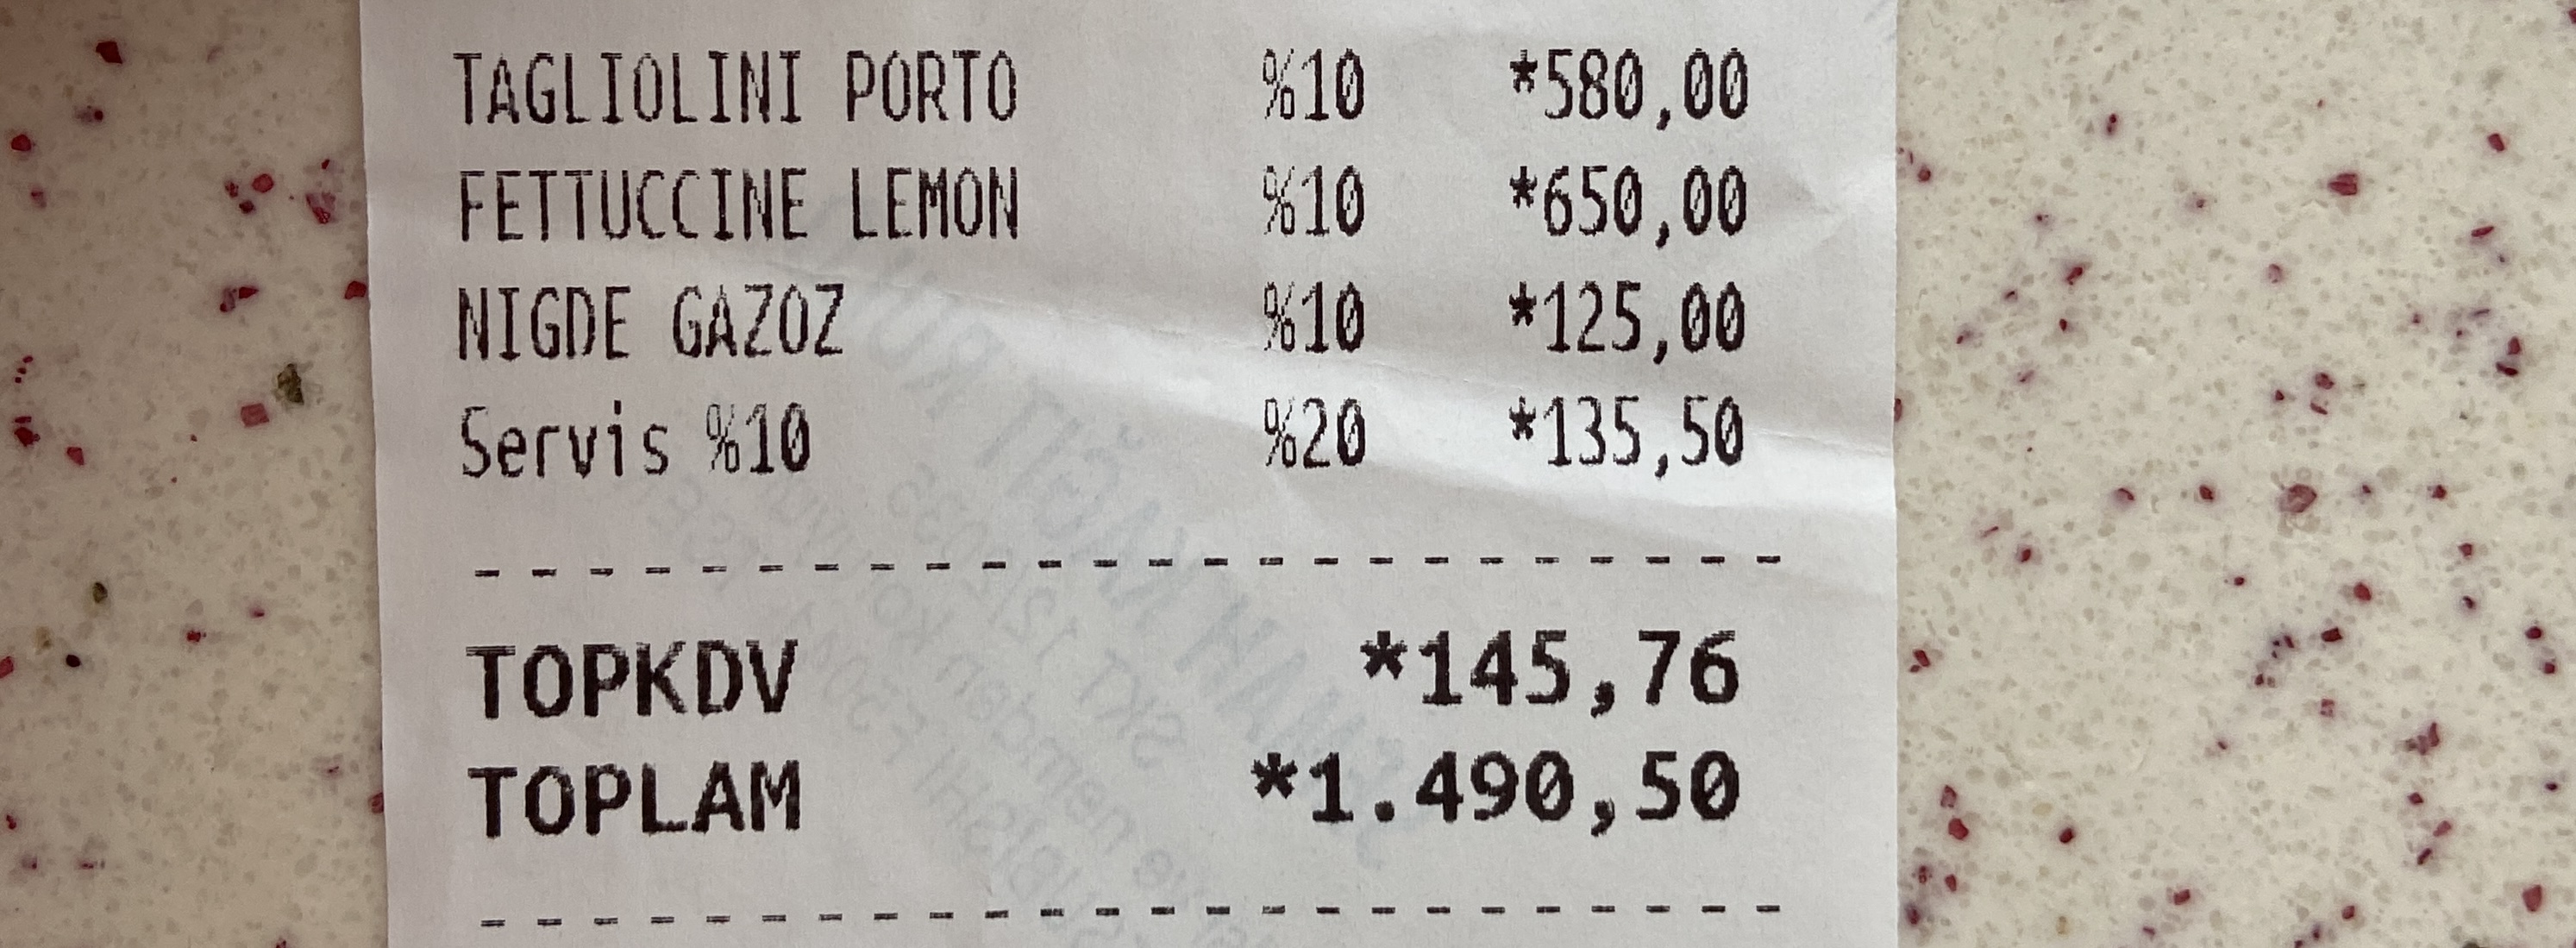 TAGLIOLINI PORTO %10 *580,00
FETTUCCINE LEMON %10 *650,00
NIGDE GAZOZ %10 *125,00
Servis %10 %20 *135,50
--------------------------------
TOPKDV *145,76
TOPLAM *1.490,50
--------------------------------